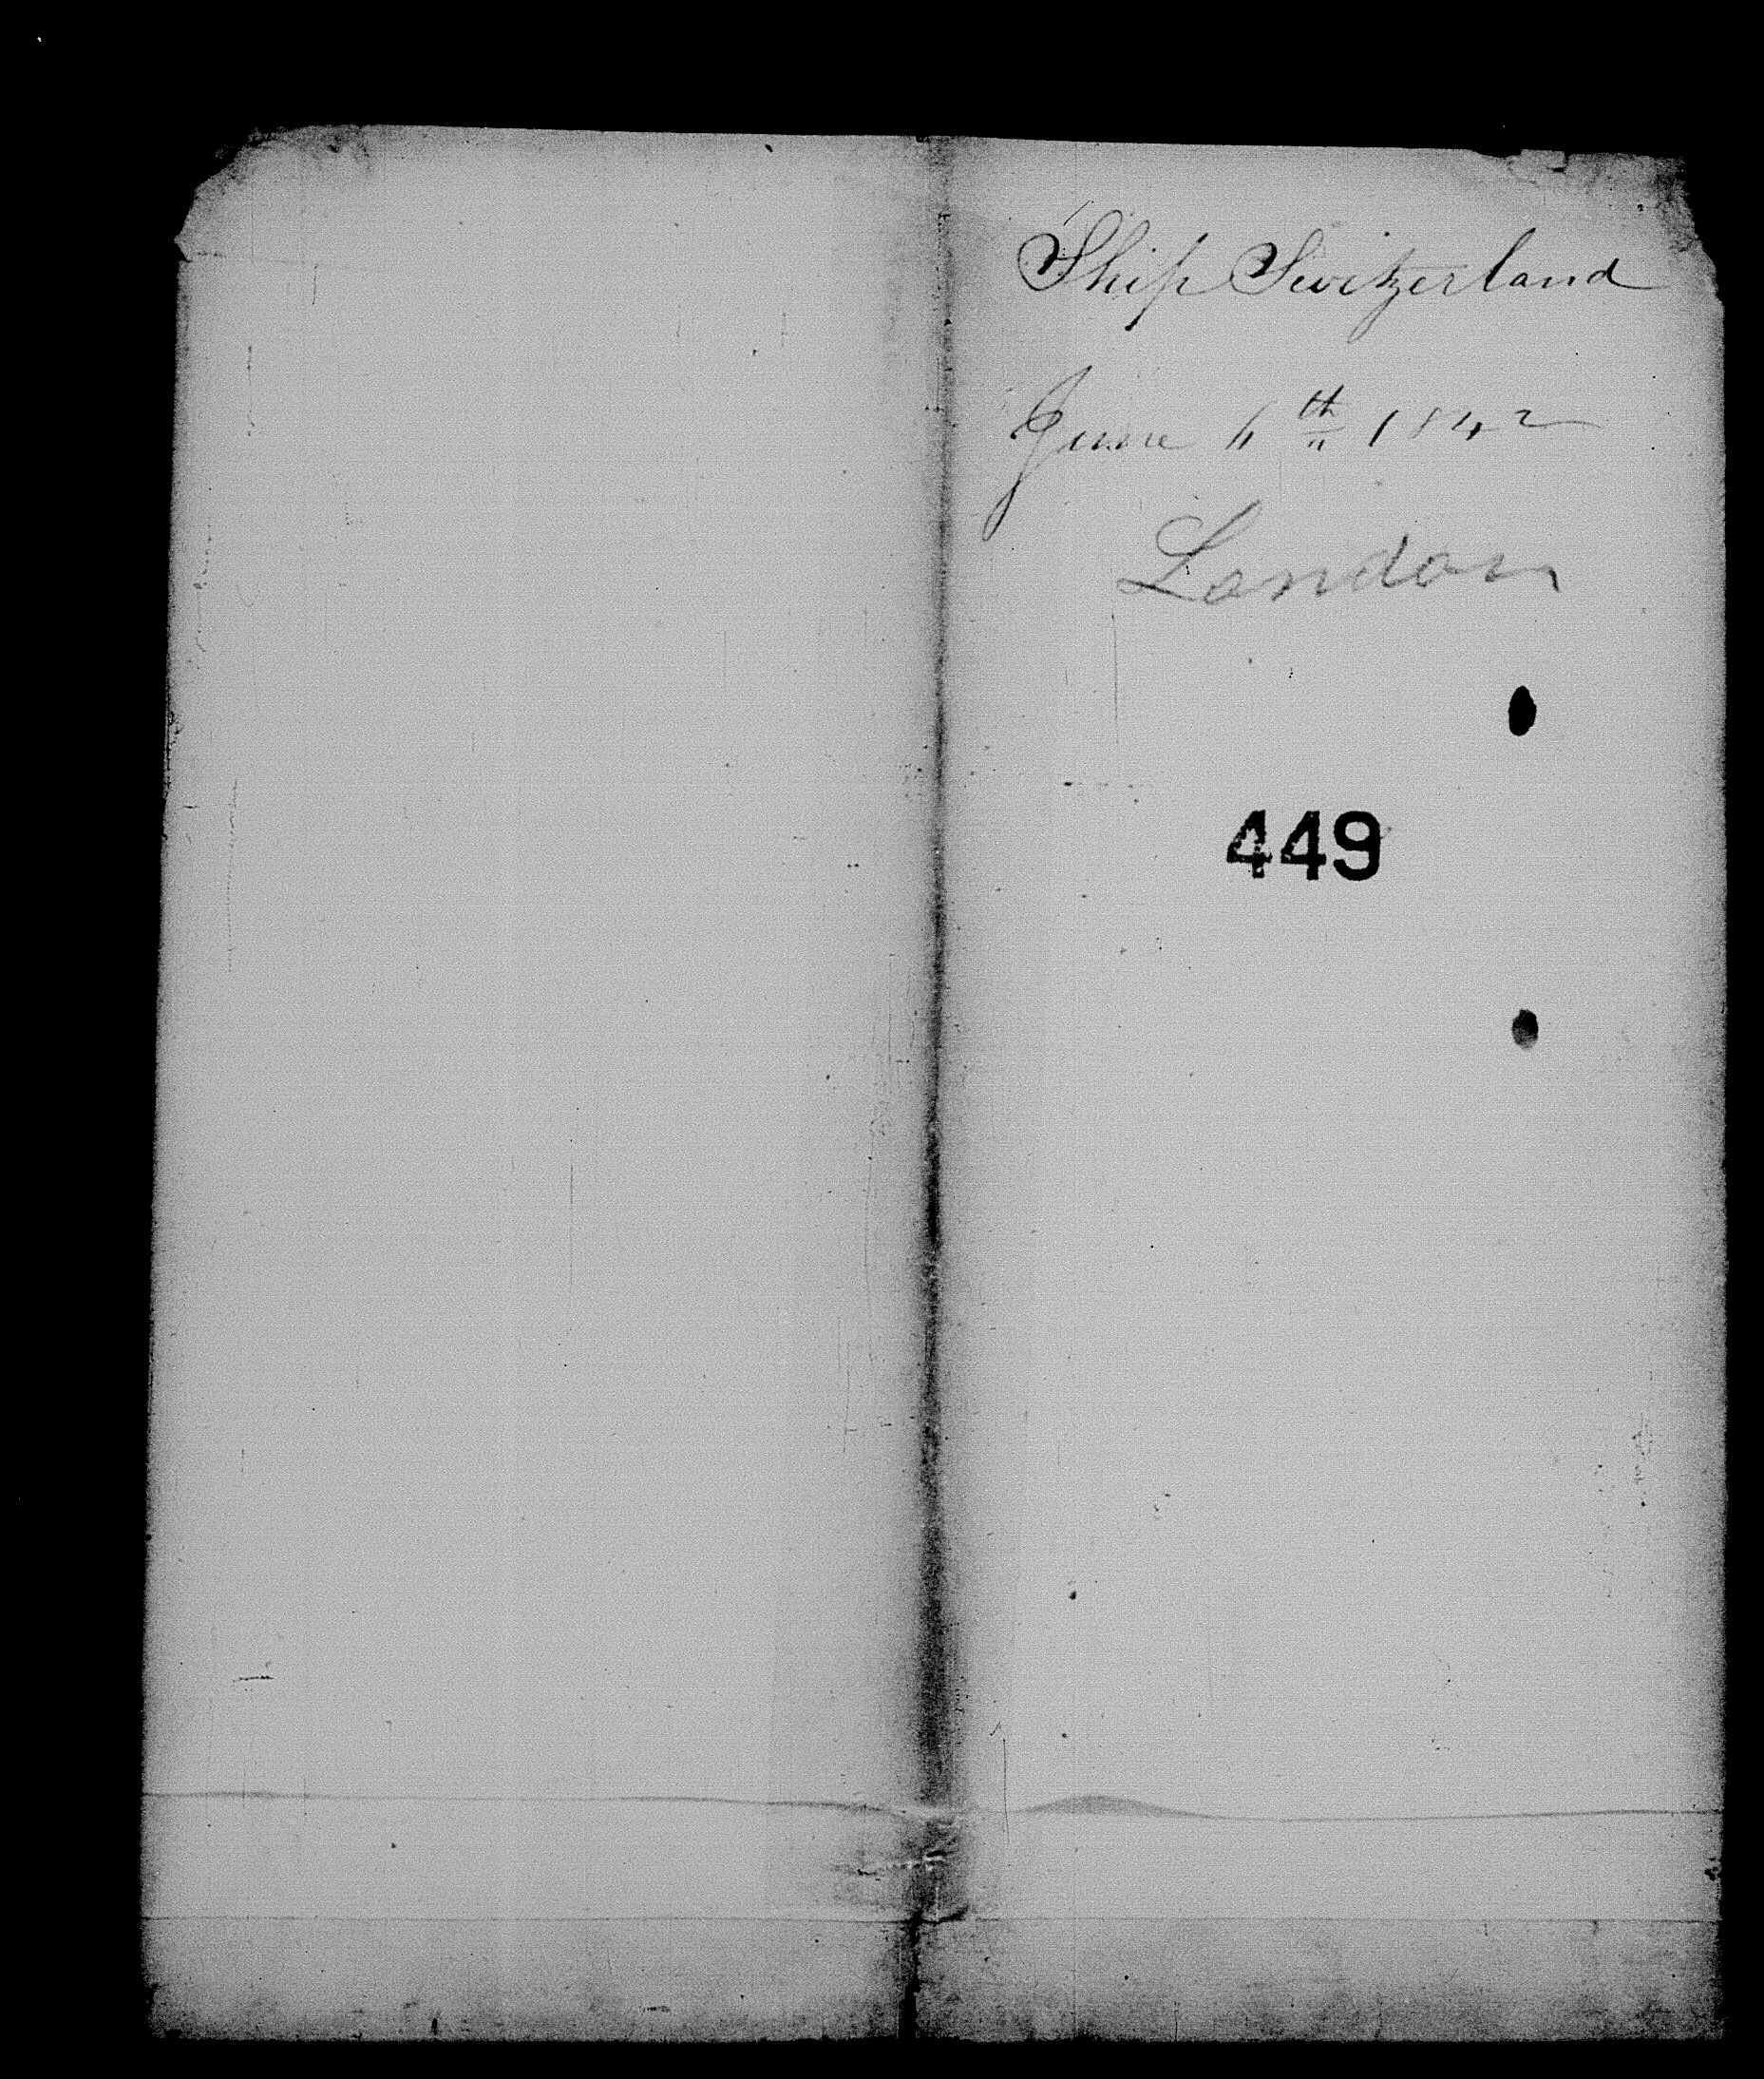 Ship Switzerland
June 6th 1842
London
449